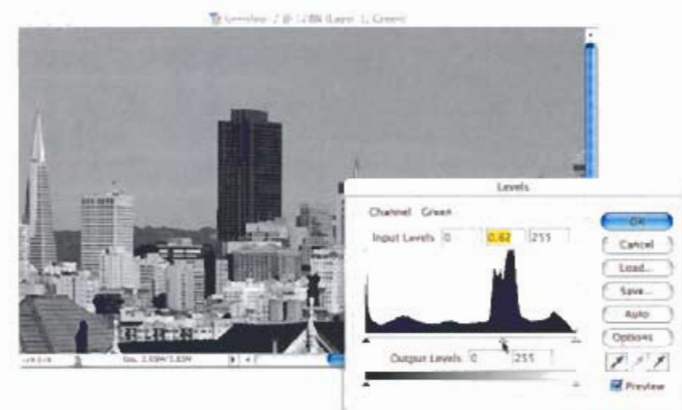 Levels
Channel Green
Input Levels 0 0.62 255
OK
Cancel
Load...
Save...
Auto
Options
Output Levels 0 255
Preview